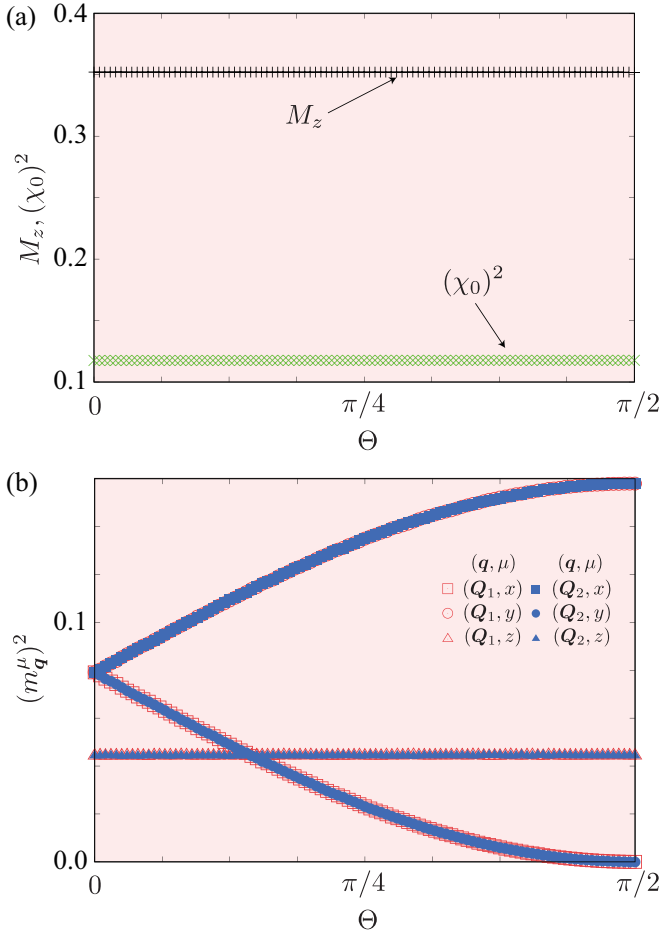 (a)
0.4
0.3
0.2
0.1
M_z, (χ_0)^2
M_z
(χ_0)^2
0
π/4
π/2
Θ
(b)
0.1
0.0
(m_q^μ)^2
(q, μ) (q, μ)
(Q_1, x) (Q_2, x)
(Q_1, y) (Q_2, y)
(Q_1, z) (Q_2, z)
0
π/4
π/2
Θ